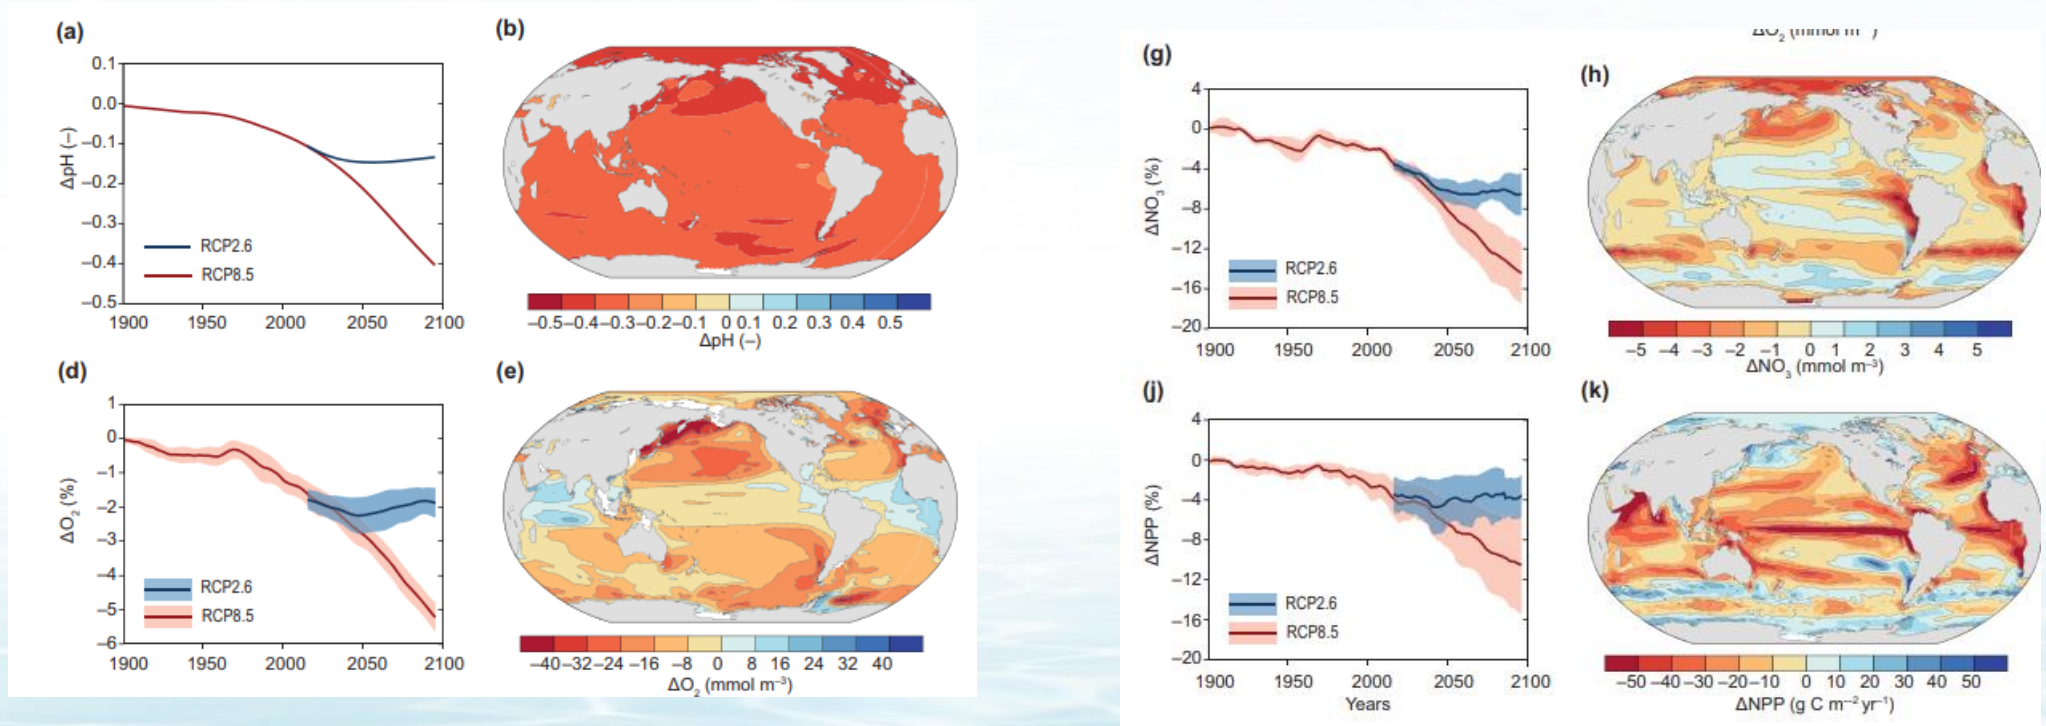 (a)
0.1
0.0
–0.1
–0.2
–0.3
–0.4
–0.5
ΔpH (–)
RCP2.6
RCP8.5
1900 1950 2000 2050 2100
(b)
–0.5–0.4–0.3–0.2–0.1 0 0.1 0.2 0.3 0.4 0.5
ΔpH (–)
(d)
1
0
–1
–2
–3
–4
–5
–6
ΔO2 (%)
RCP2.6
RCP8.5
1900 1950 2000 2050 2100
(e)
–40–32–24–16 –8 0 8 16 24 32 40
ΔO2 (mmol m–3)
(g)
4
0
–4
–8
–12
–16
–20
ΔNO3 (%)
RCP2.6
RCP8.5
1900 1950 2000 2050 2100
ΔO2 (mmol m–3)
(h)
–5 –4 –3 –2 –1 0 1 2 3 4 5
ΔNO3 (mmol m–3)
(j)
4
0
–4
–8
–12
–16
–20
ΔNPP (%)
RCP2.6
RCP8.5
1900 1950 2000 2050 2100
Years
(k)
–50 –40 –30 –20 –10 0 10 20 30 40 50
ΔNPP (g C m–2 yr–1)